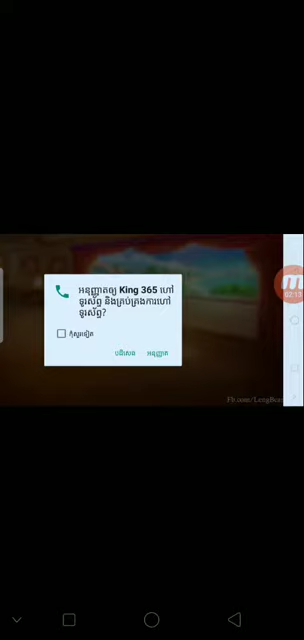 អនុញ្ញាតឲ្យ King 365 ហៅ
ទូរស័ព្ទ និងគ្រប់គ្រងការហៅ
ទូរស័ព្ទ?
កុំសួរទៀត
បដិសេធ
អនុញ្ញាត
02:13